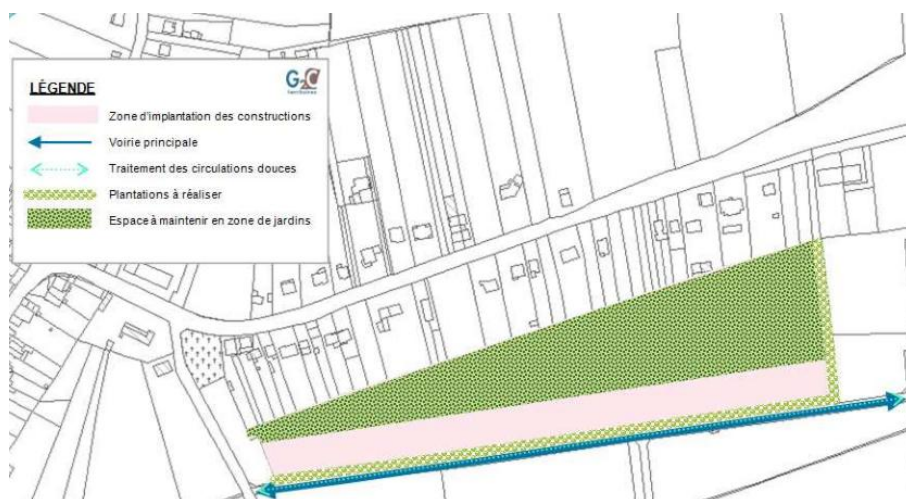 LÉGENDE
G2C
territoires
Zone d'implantation des constructions
Voirie principale
Traitement des circulations douces
Plantations à réaliser
Espace à maintenir en zone de jardins